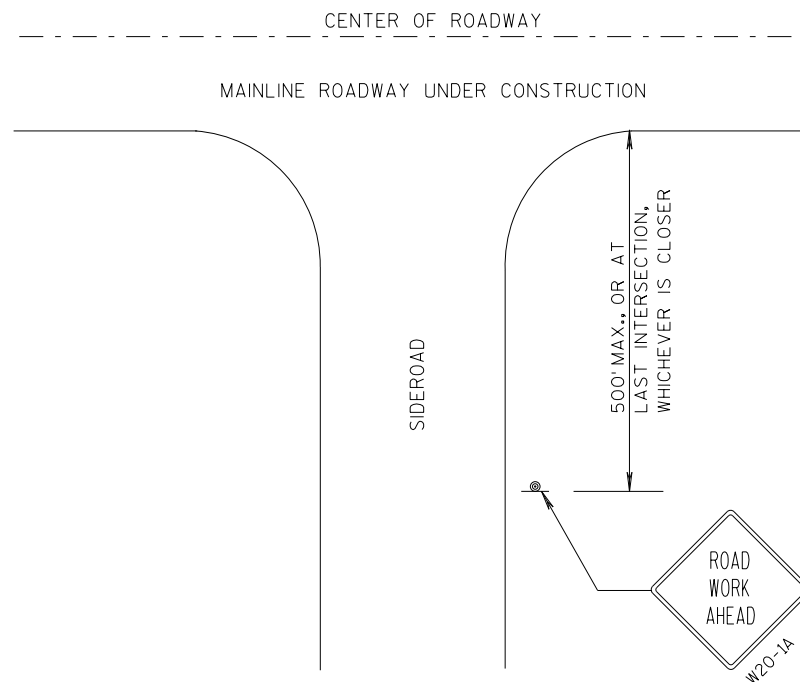 CENTER OF ROADWAY
MAINLINE ROADWAY UNDER CONSTRUCTION
SIDEROAD
500' MAX., OR AT
LAST INTERSECTION,
WHICHEVER IS CLOSER
ROAD
WORK
AHEAD
W20-1A